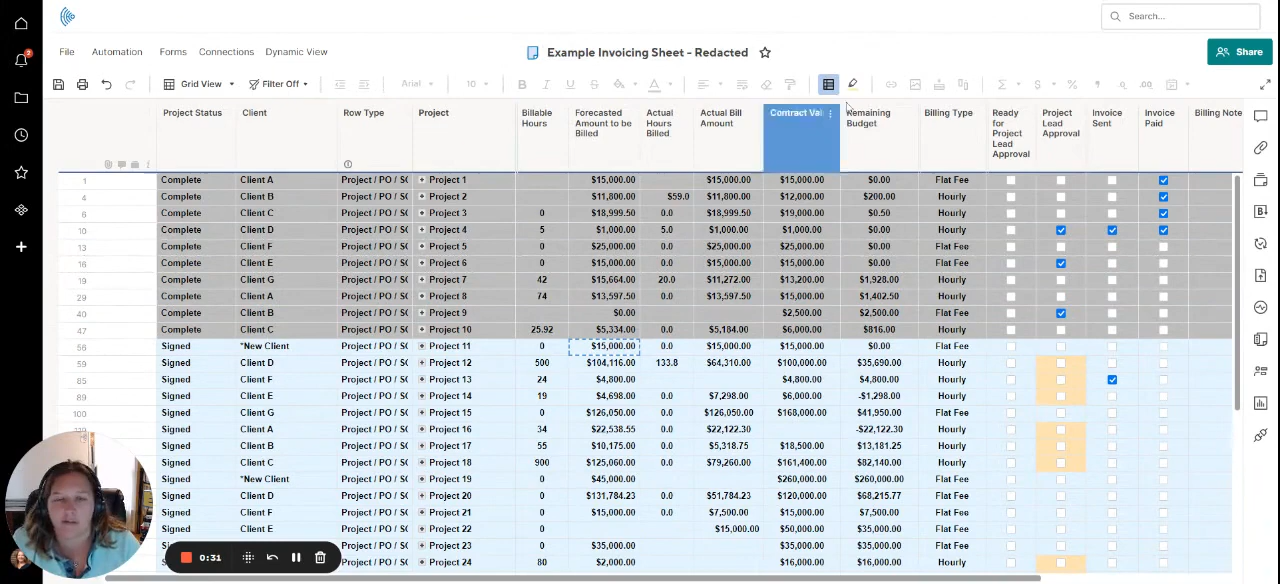 Search...
File Automation Forms Connections Dynamic View
Example Invoicing Sheet - Redacted
Share
2
Grid View Filter Off Arial 10
Project Status Client Row Type Project Billable Hours Forecasted Amount to be Billed Actual Hours Billed Actual Bill Amount Contract Val Remaining Budget Billing Type Ready for Project Lead Approval Project Lead Approval Invoice Sent Invoice Paid Billing Note
1 Complete Client A Project / PO / SO Project 1 $15,000.00 $15,000.00 $15,000.00 $0.00 Flat Fee
4 Complete Client B Project / PO / SO Project 2 $11,800.00 $59.0 $11,800.00 $12,000.00 $200.00 Hourly
6 Complete Client C Project / PO / SO Project 3 0 $18,999.50 0.0 $18,999.50 $19,000.00 $0.50 Hourly
10 Complete Client D Project / PO / SO Project 4 5 $1,000.00 5.0 $1,000.00 $1,000.00 $0.00 Hourly
13 Complete Client F Project / PO / SO Project 5 0 $25,000.00 0.0 $25,000.00 $25,000.00 $0.00 Flat Fee
16 Complete Client E Project / PO / SO Project 6 0 $15,000.00 0.0 $15,000.00 $15,000.00 $0.00 Hourly
19 Complete Client G Project / PO / SO Project 7 42 $15,664.00 20.0 $11,272.00 $13,200.00 $1,928.00 Hourly
29 Complete Client A Project / PO / SO Project 8 74 $13,597.50 0.0 $13,597.50 $15,000.00 $1,402.50 Hourly
40 Complete Client B Project / PO / SO Project 9 $0.00 $2,500.00 $2,500.00 Hourly
47 Complete Client C Project / PO / SO Project 10 25.92 $5,334.00 0.0 $5,184.00 $6,000.00 $816.00 Hourly
56 Signed *New Client Project / PO / SO Project 11 0 $15,000.00 0.0 $15,000.00 $15,000.00 $0.00 Flat Fee
59 Signed Client D Project / PO / SO Project 12 500 $104,116.00 133.8 $64,310.00 $100,000.00 $35,690.00 Hourly
85 Signed Client F Project / PO / SO Project 13 24 $4,800.00 $4,800.00 $4,800.00 Hourly
89 Signed Client E Project / PO / SO Project 14 19 $4,698.00 $7,298.00 $6,000.00 -$1,298.00 Hourly
100 Signed Client G Project / PO / SO Project 15 0 $126,050.00 0.0 $126,050.00 $168,000.00 $41,950.00 Flat Fee
Signed Client A Project / PO / SO Project 16 34 $22,538.55 0.0 $22,122.30 -$22,122.30 Hourly
Signed Client B Project / PO / SO Project 17 55 $10,175.00 0.0 $5,318.75 $18,500.00 $13,181.25 Hourly
Signed Client C Project / PO / SO Project 18 900 $125,060.00 0.0 $79,260.00 $161,400.00 $82,140.00 Hourly
Signed *New Client Project / PO / SO Project 19 0 $45,000.00 $260,000.00 $260,000.00 Flat Fee
Signed Client D Project / PO / SO Project 20 0 $131,784.23 0.0 $51,784.23 $120,000.00 $68,215.77 Flat Fee
Signed Client A Project / PO / SO Project 21 0 $15,000.00 0.0 $7,500.00 $15,000.00 $7,500.00 Flat Fee
Signed Client E Project / PO / SO Project 22 0 $15,000.00 $50,000.00 $35,000.00 Flat Fee
Project 23 0 $35,000.00 $35,000.00 $35,000.00 Flat Fee
Project 24 80 $2,000.00 $16,000.00 $16,000.00 Hourly
0:31